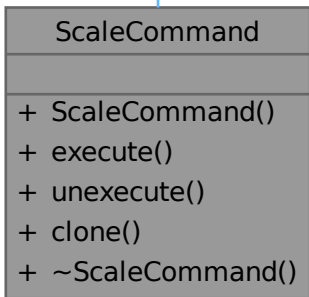 ScaleCommand
+ ScaleCommand()
+ execute()
+ unexecute()
+ clone()
+ ~ScaleCommand()